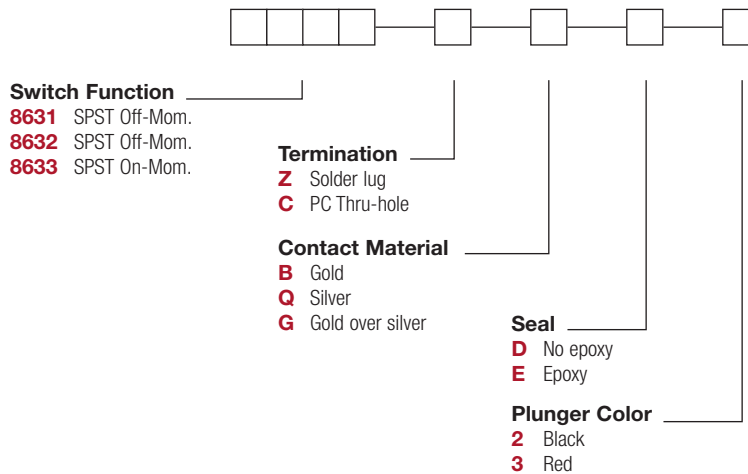 Switch Function
8631 SPST Off-Mom.
8632 SPST Off-Mom.
8633 SPST On-Mom.
Termination
Z Solder lug
C PC Thru-hole
Contact Material
B Gold
Q Silver
G Gold over silver
Seal
D No epoxy
E Epoxy
Plunger Color
2 Black
3 Red